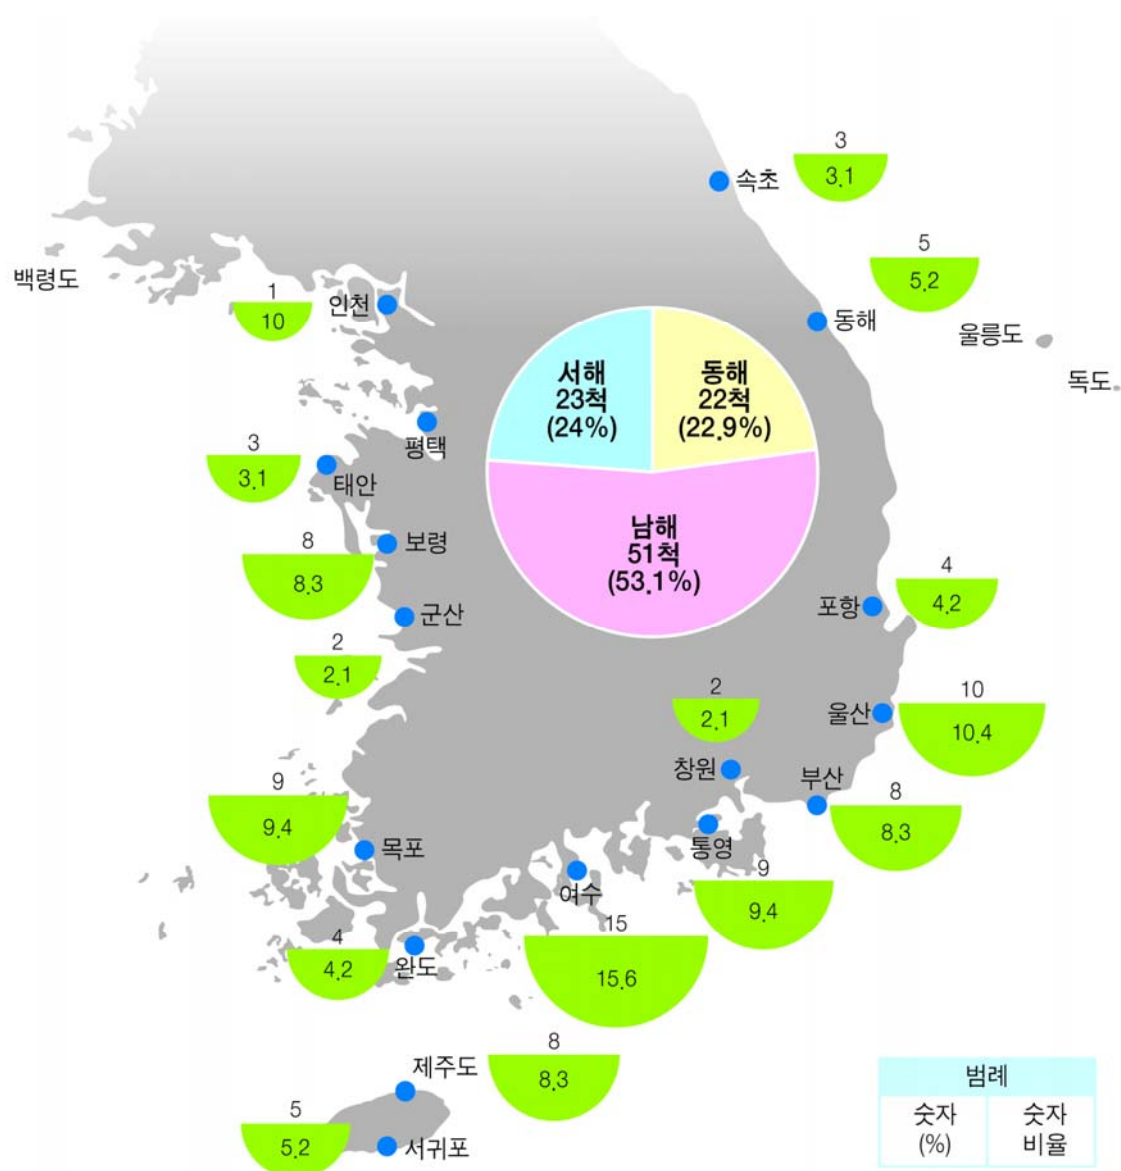 3
속초
3.1
5
5.2
백령도
1
인천
10
동해
울릉도
독도
서해
23척
(24%)
동해
22척
(22.9%)
평택
3
3.1
태안
남해
51척
(53.1%)
8
보령
8.3
4
포항
4.2
군산
2
2.1
2
2.1
10
울산
10.4
창원
부산
9
9.4
8
8.3
목포
통영
9
9.4
여수
15
15.6
4
4.2
완도
8
8.3
제주도
5
5.2
서귀포
범례
숫자
(%)
숫자
비율